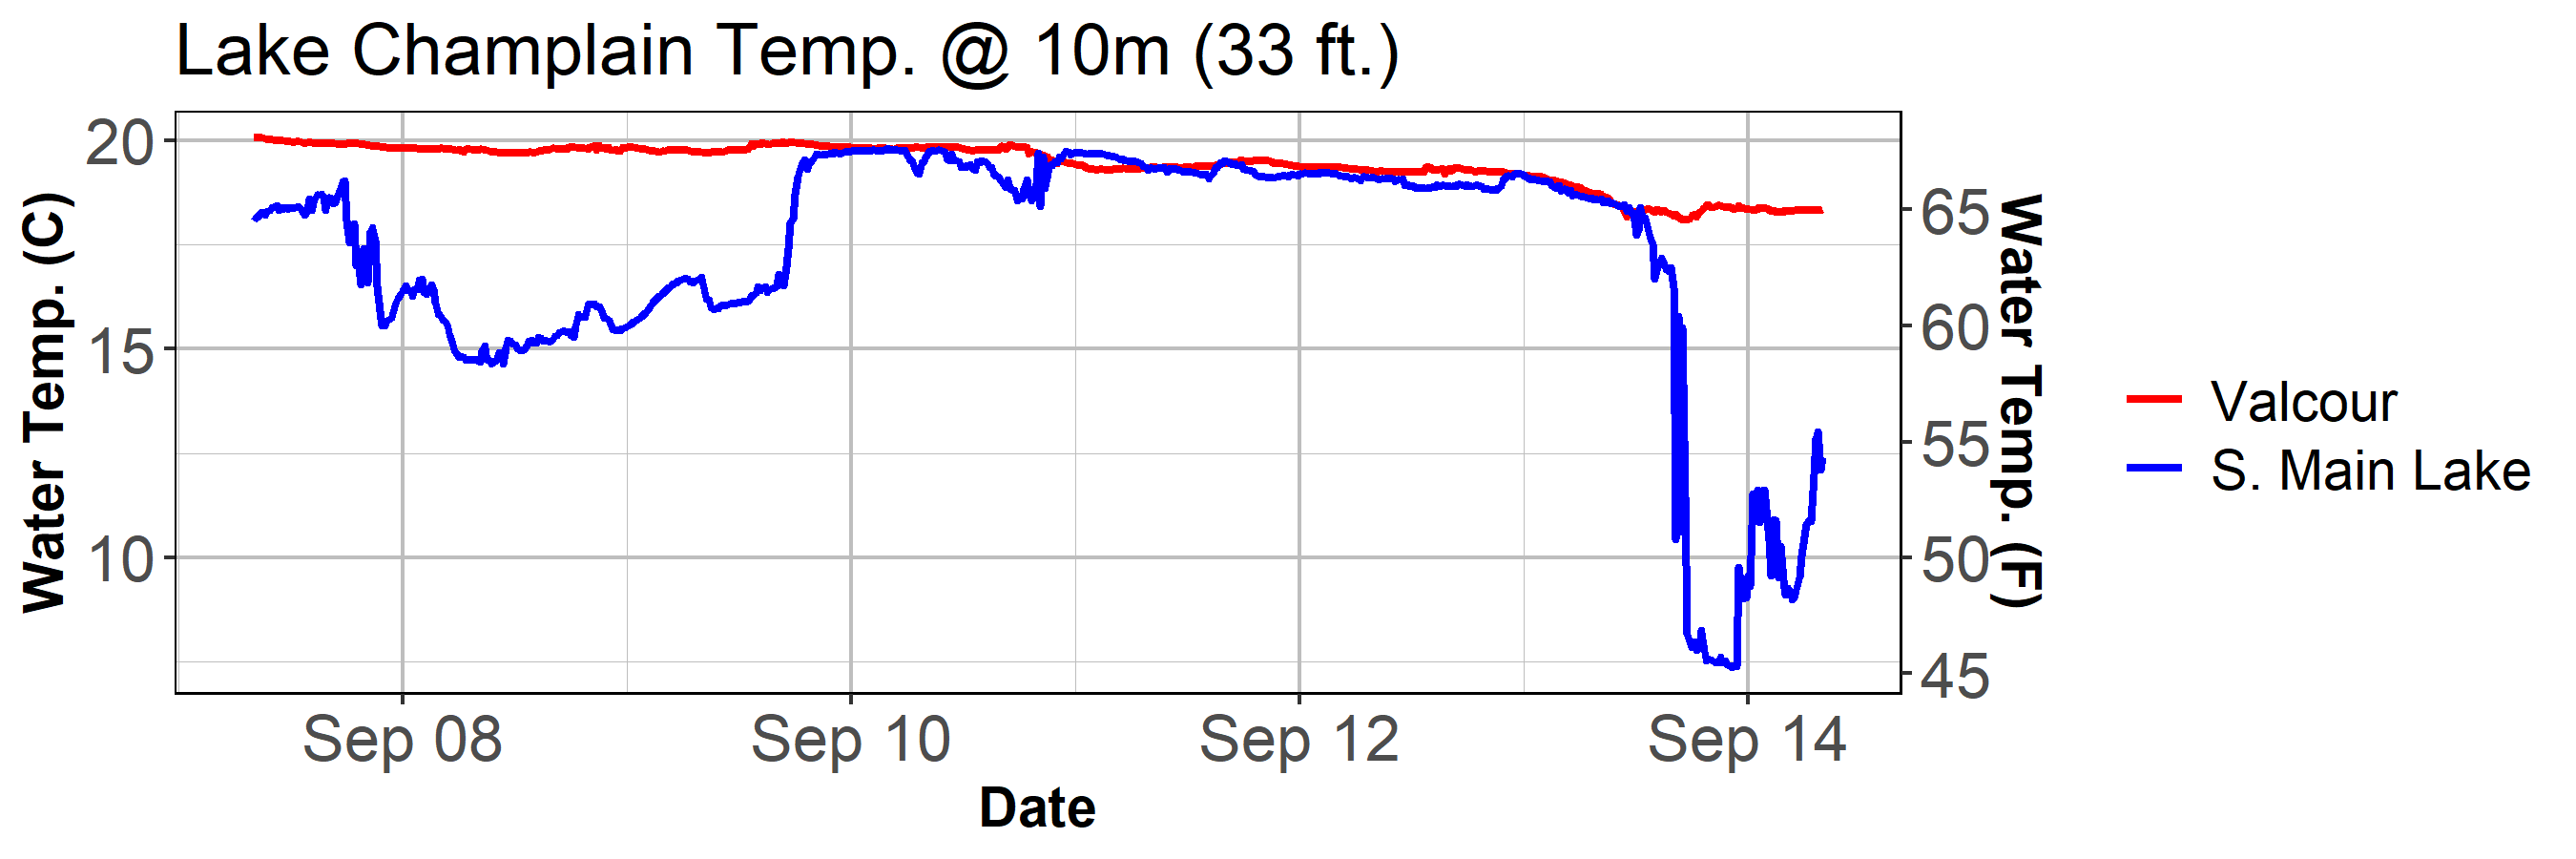 Lake Champlain Temp. @ 10m (33 ft.)
Water Temp. (C)
20
15
10
65
60
55
50
45
Water Temp. (F)
Sep 08
Sep 10
Sep 12
Sep 14
Date
Valcour
S. Main Lake